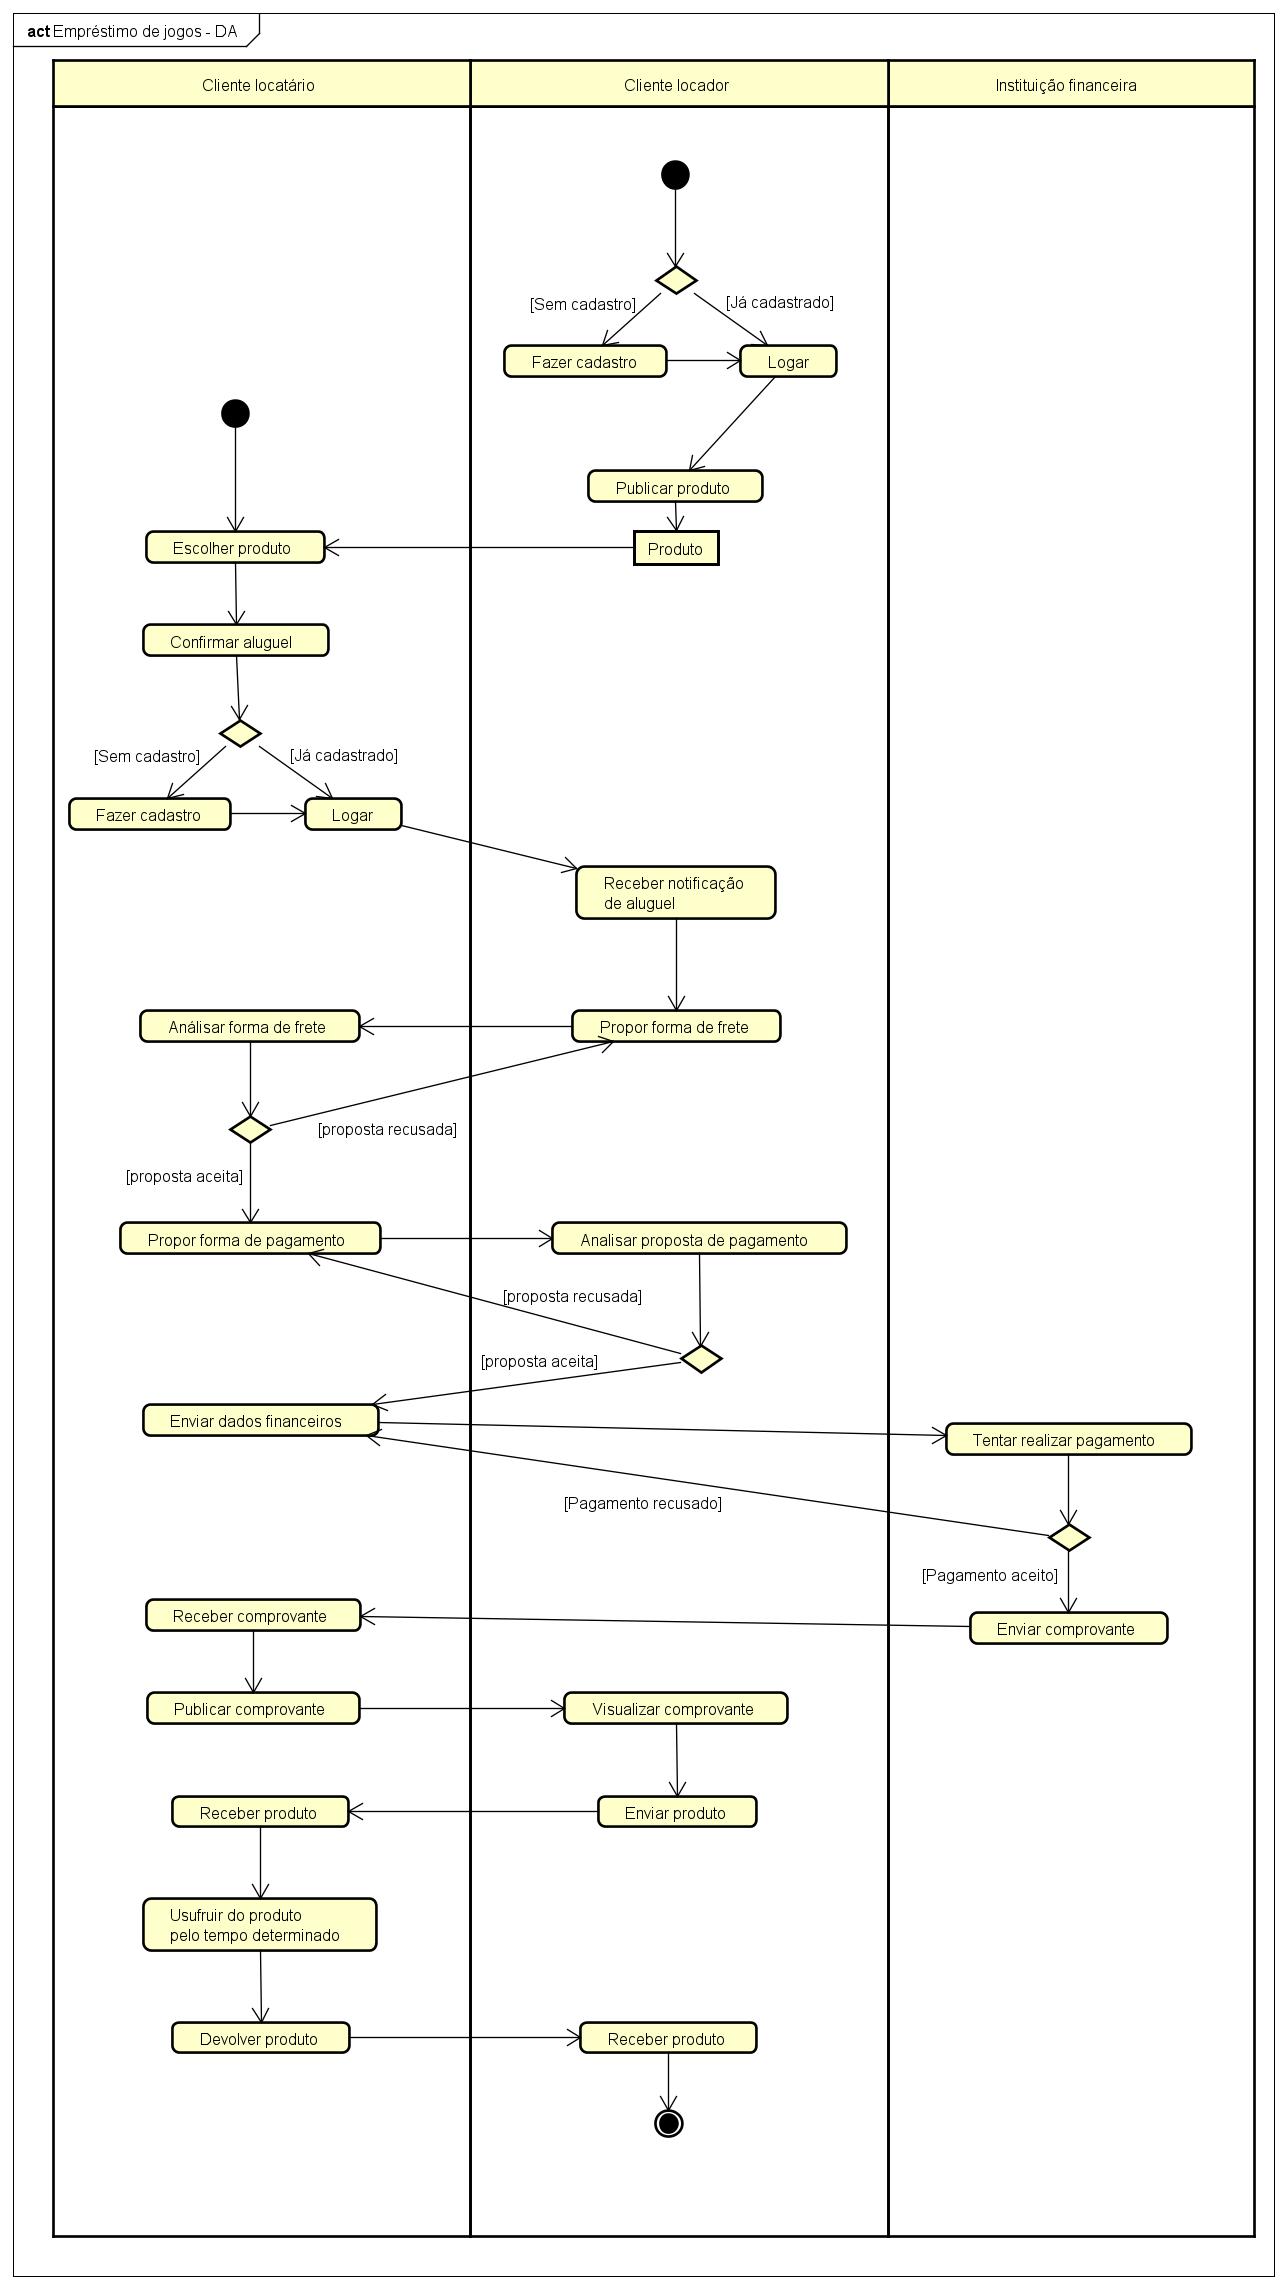 act Empréstimo de jogos - DA
Cliente locatário
Cliente locador
Instituição financeira
[Sem cadastro]
[Já cadastrado]
Fazer cadastro
Logar
Publicar produto
Escolher produto
Produto
Confirmar aluguel
[Sem cadastro]
[Já cadastrado]
Fazer cadastro
Logar
Receber notificação
de aluguel
Análisar forma de frete
Propor forma de frete
[proposta recusada]
[proposta aceita]
Propor forma de pagamento
Analisar proposta de pagamento
[proposta recusada]
[proposta aceita]
Enviar dados financeiros
Tentar realizar pagamento
[Pagamento recusado]
[Pagamento aceito]
Receber comprovante
Enviar comprovante
Publicar comprovante
Visualizar comprovante
Receber produto
Enviar produto
Usufruir do produto
pelo tempo determinado
Devolver produto
Receber produto